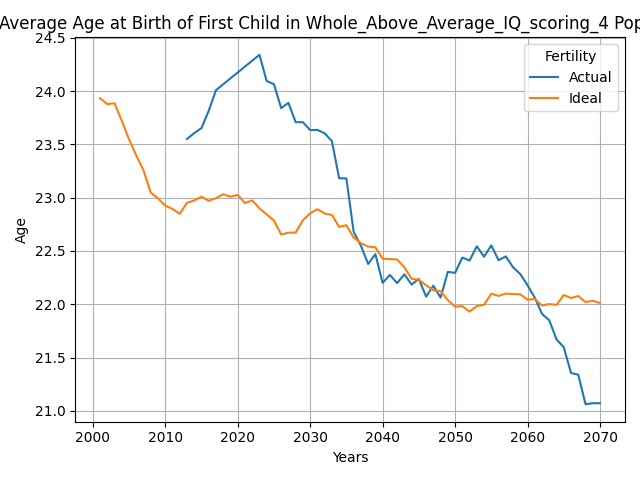 Average Age at Birth of First Child in Whole_Above_Average_IQ_scoring_4 Pop
24.5
24.0
23.5
23.0
22.5
22.0
21.5
21.0
Age
Fertility
Actual
Ideal
2000 2010 2020 2030 2040 2050 2060 2070
Years